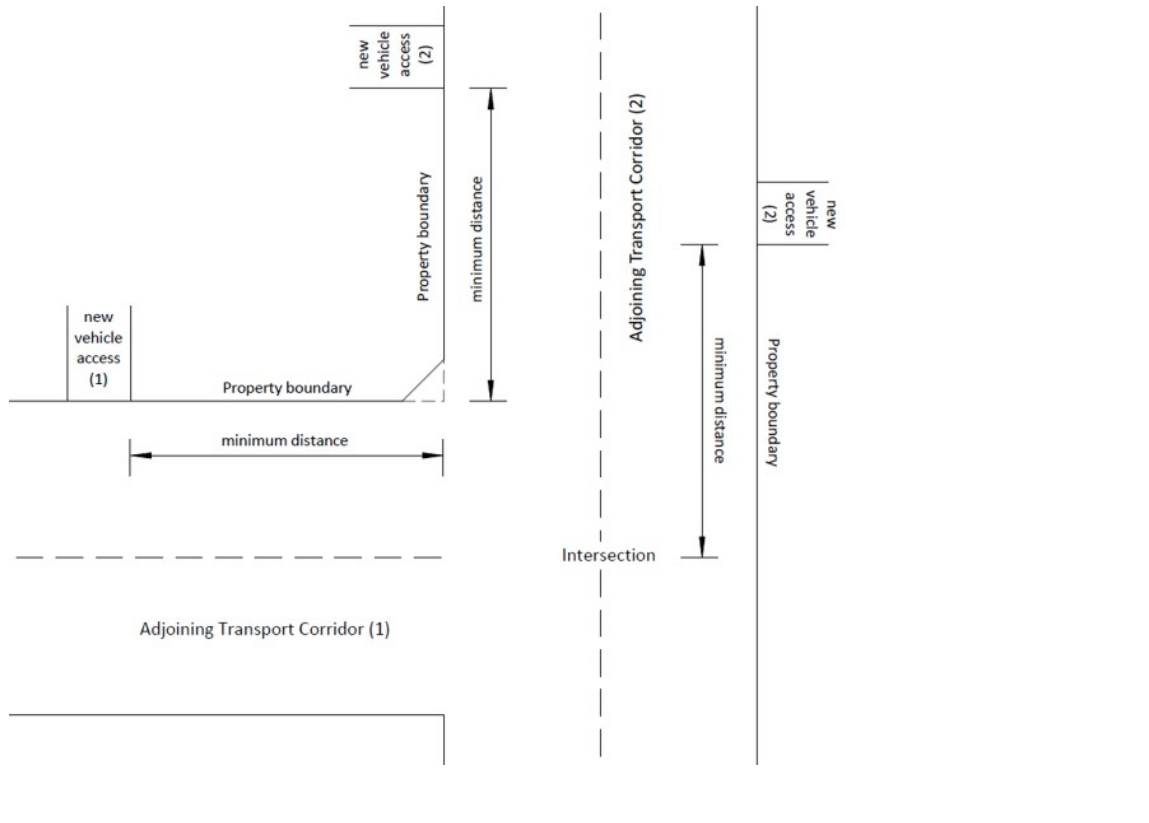 new
vehicle
access
(2)
Property boundary
minimum distance
Adjoining Transport Corridor (2)
new
vehicle
access
(2)
new
vehicle
access
(1)
Property boundary
minimum distance
minimum distance
Property boundary
Intersection
Adjoining Transport Corridor (1)